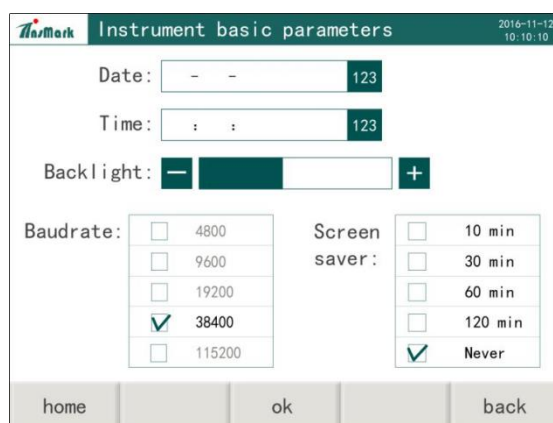 TinsMark Instrument basic parameters 2016-11-12
10:10:10
Date: - - 123
Time: : : 123
Backlight: − +
Baudrate: 4800
9600
19200
38400
115200
Screen
saver:
10 min
30 min
60 min
120 min
Never
home ok back